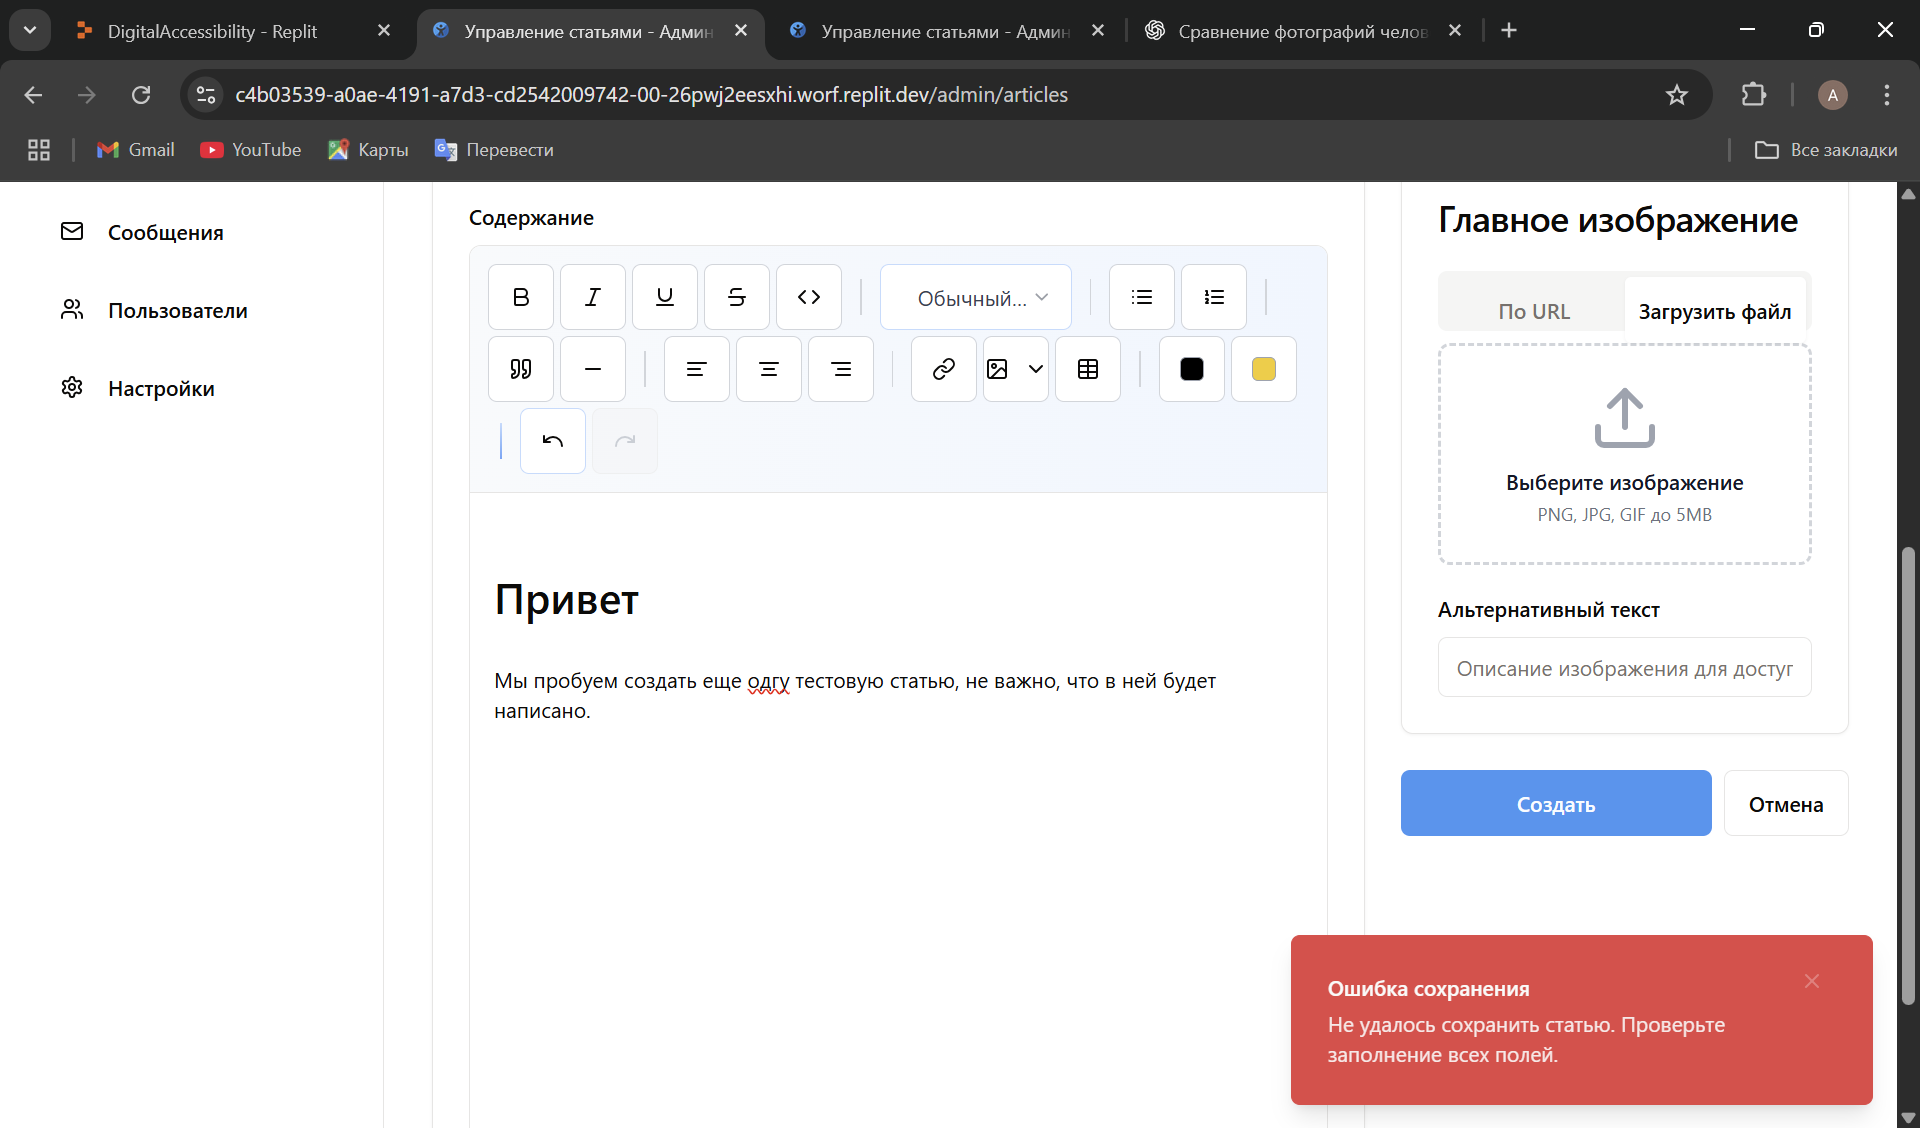 DigitalAccessibility - Replit
Управление статьями - Админ
Управление статьями - Админ
Сравнение фотографий челов
c4b03539-a0ae-4191-a7d3-cd2542009742-00-26pwj2eesxhi.worf.replit.dev/admin/articles
A
Gmail
YouTube
Карты
Перевести
Все закладки
Сообщения
Пользователи
Настройки
Содержание
Обычный...
Привет
Мы пробуем создать еще одгу тестовую статью, не важно, что в ней будет
написано.
Главное изображение
По URL
Загрузить файл
Выберите изображение
PNG, JPG, GIF до 5MB
Альтернативный текст
Описание изображения для досту
Создать
Отмена
Ошибка сохранения
Не удалось сохранить статью. Проверьте
заполнение всех полей.